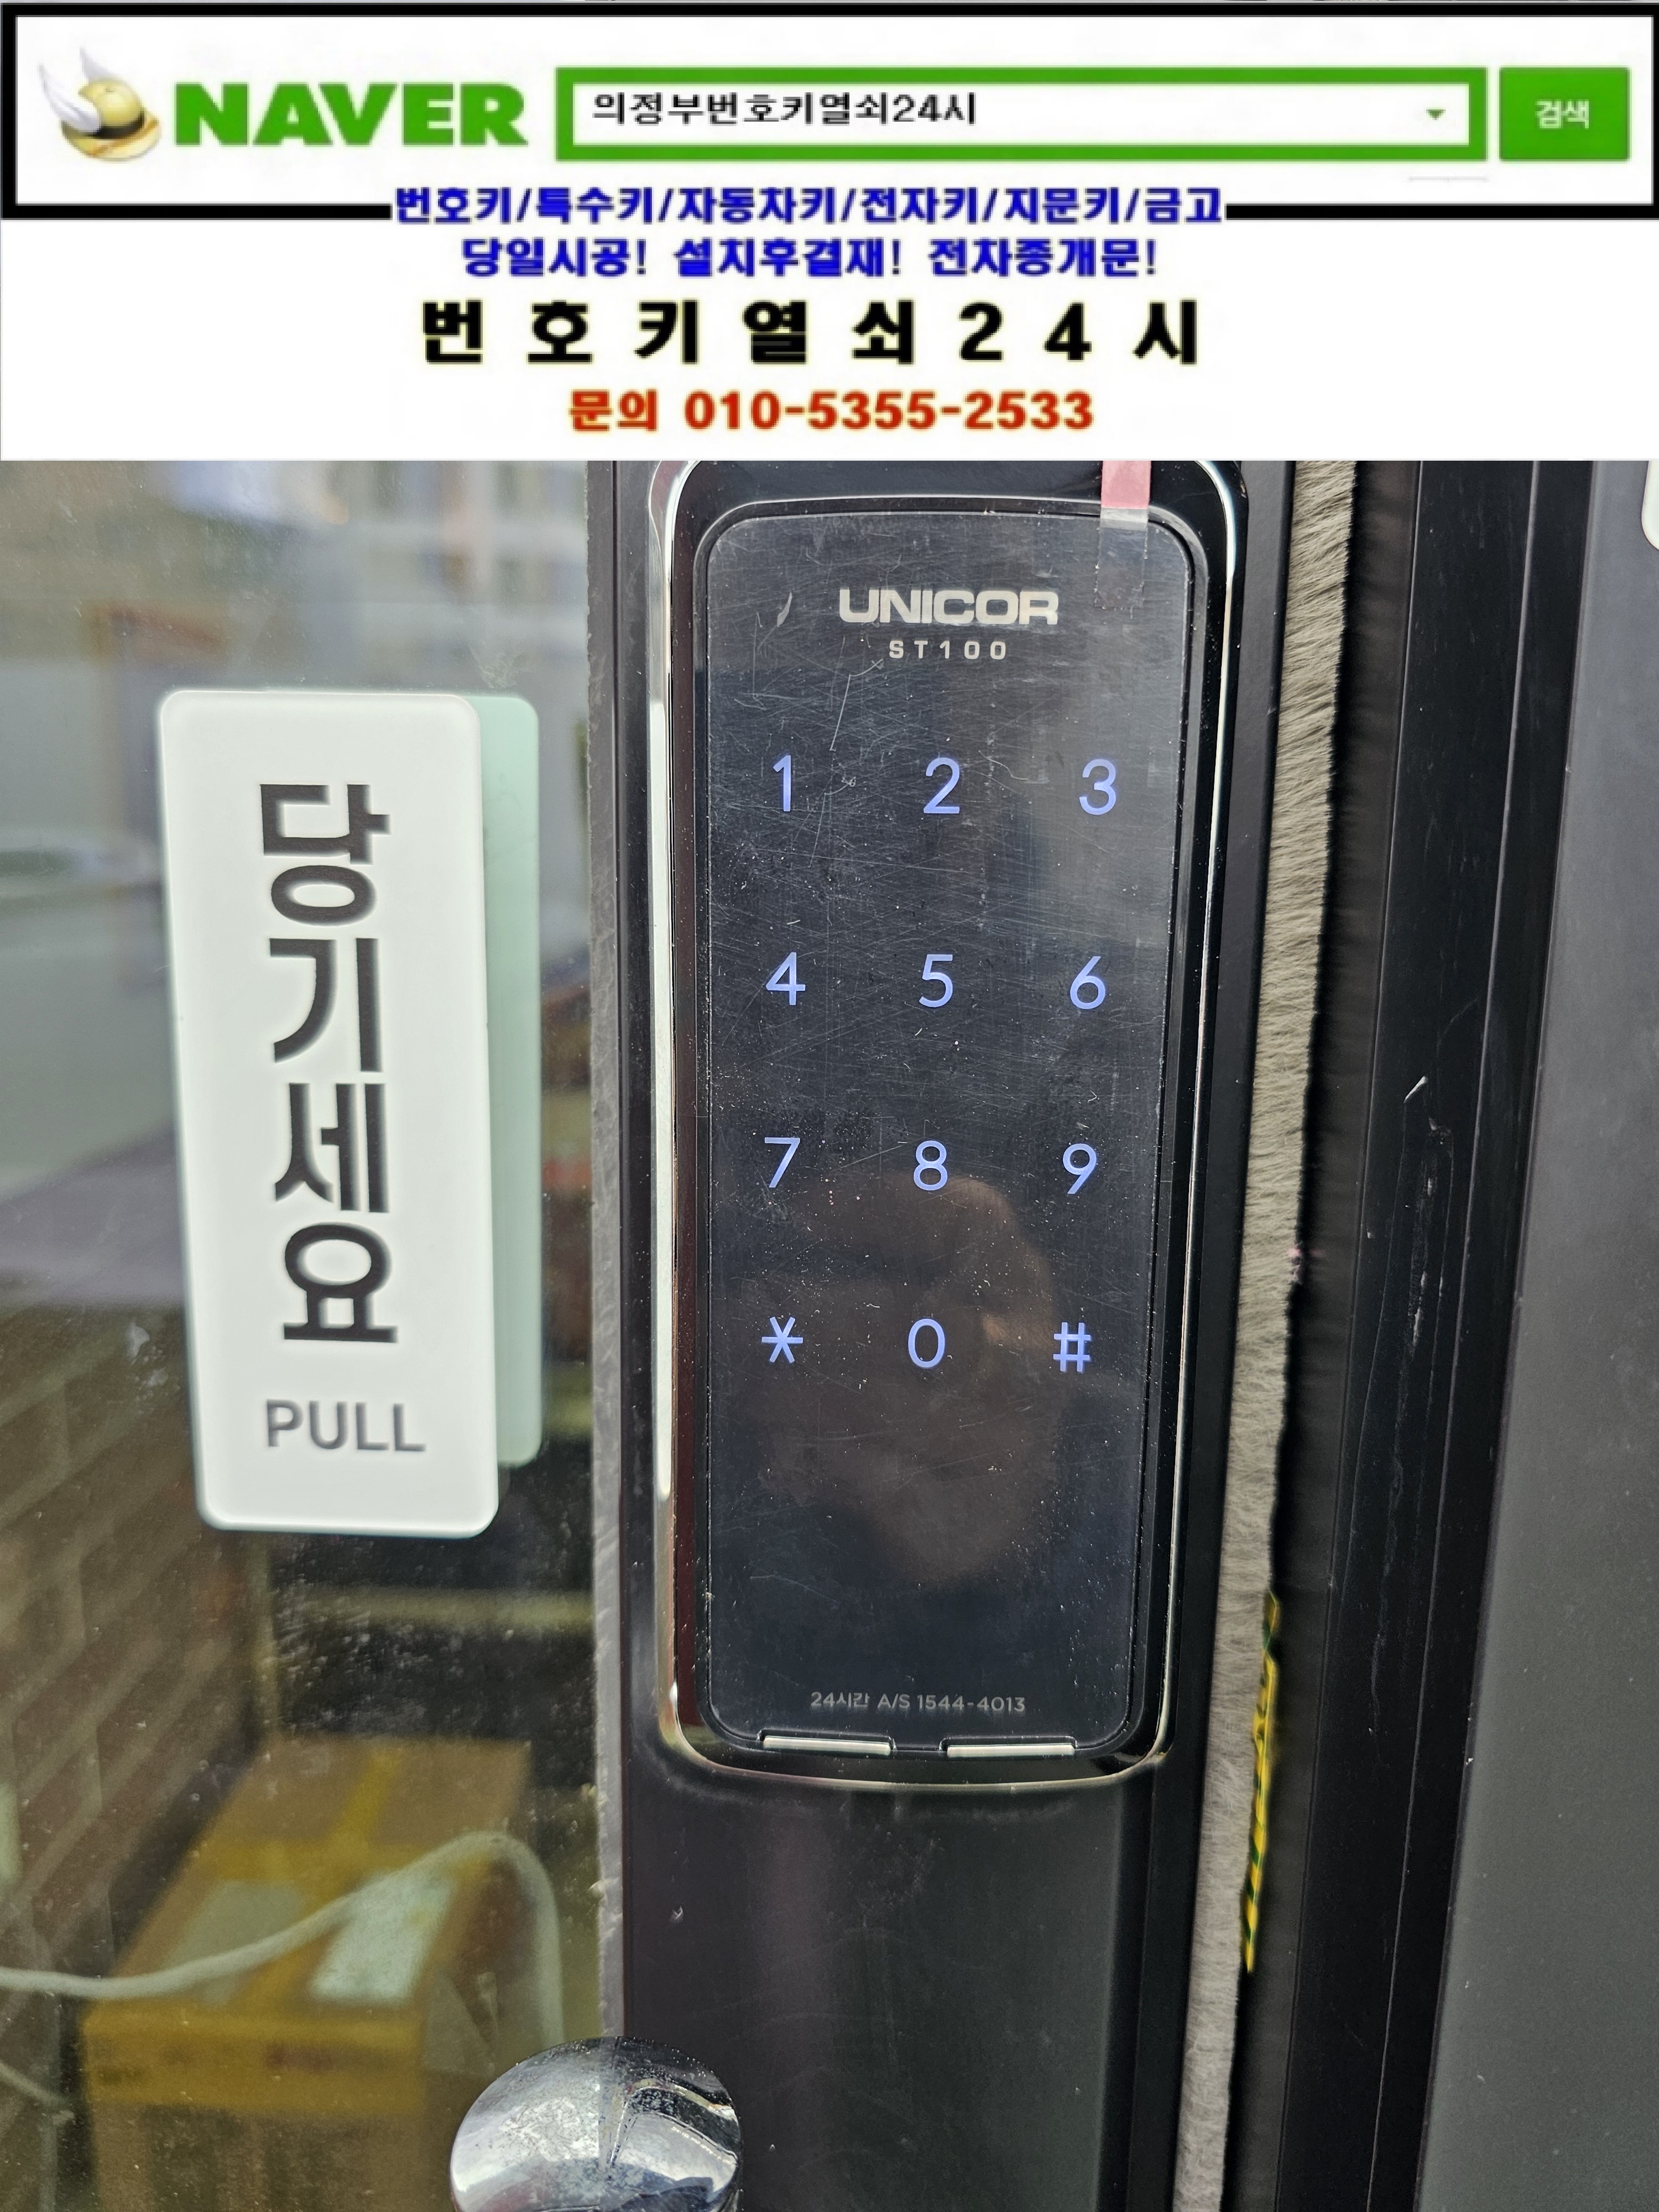 NAVER
의정부번호키열쇠24시
검색
번호키/특수키/자동차키/전자키/지문키/금고
당일시공! 설치후결재! 전차종개문!
번호키열쇠24시
문의 010-5355-2533
UNICOR
ST100
1 2 3
4 5 6
7 8 9
* 0 #
24시간 A/S 1544-4013
당기세요
PULL